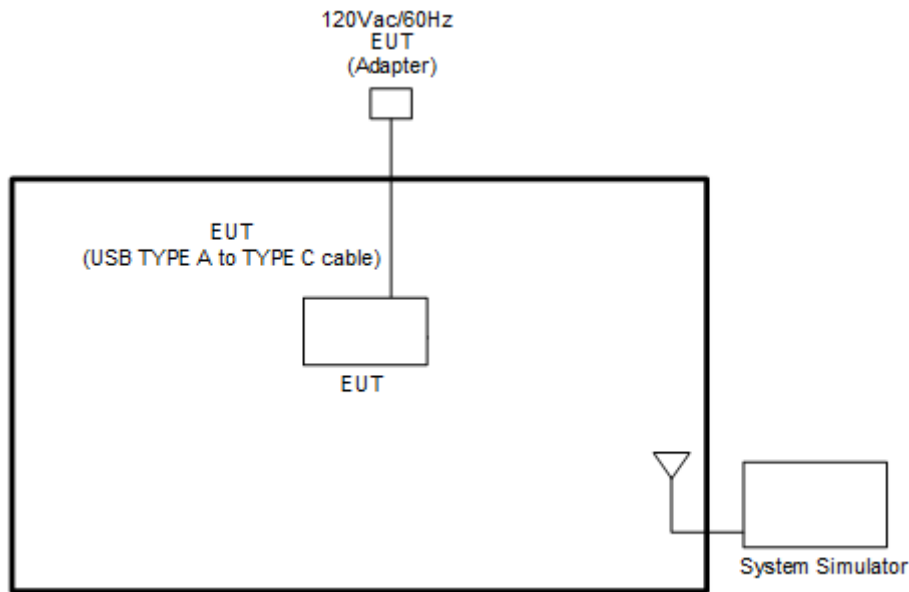 120Vac/60Hz
EUT
(Adapter)
EUT
(USB TYPE A to TYPE C cable)
EUT
System Simulator